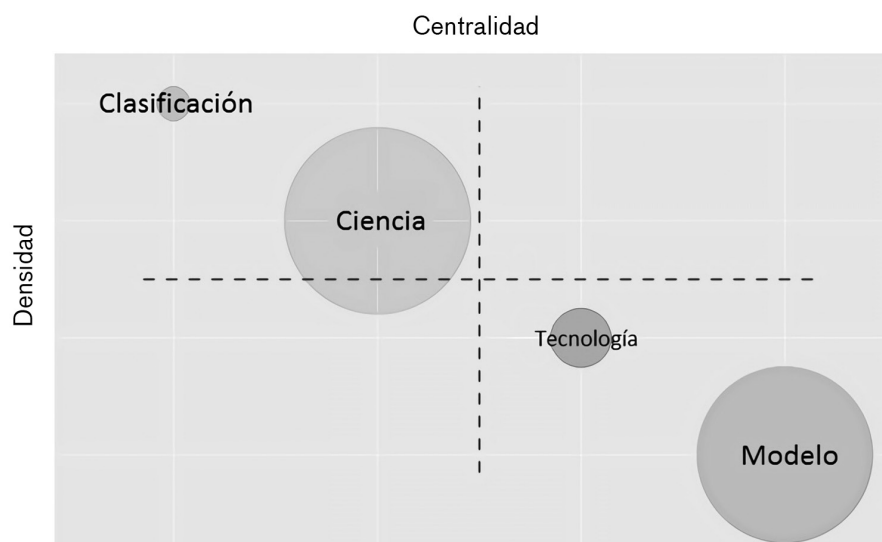 Centralidad
Clasificación
Ciencia
Densidad
Tecnología
Modelo